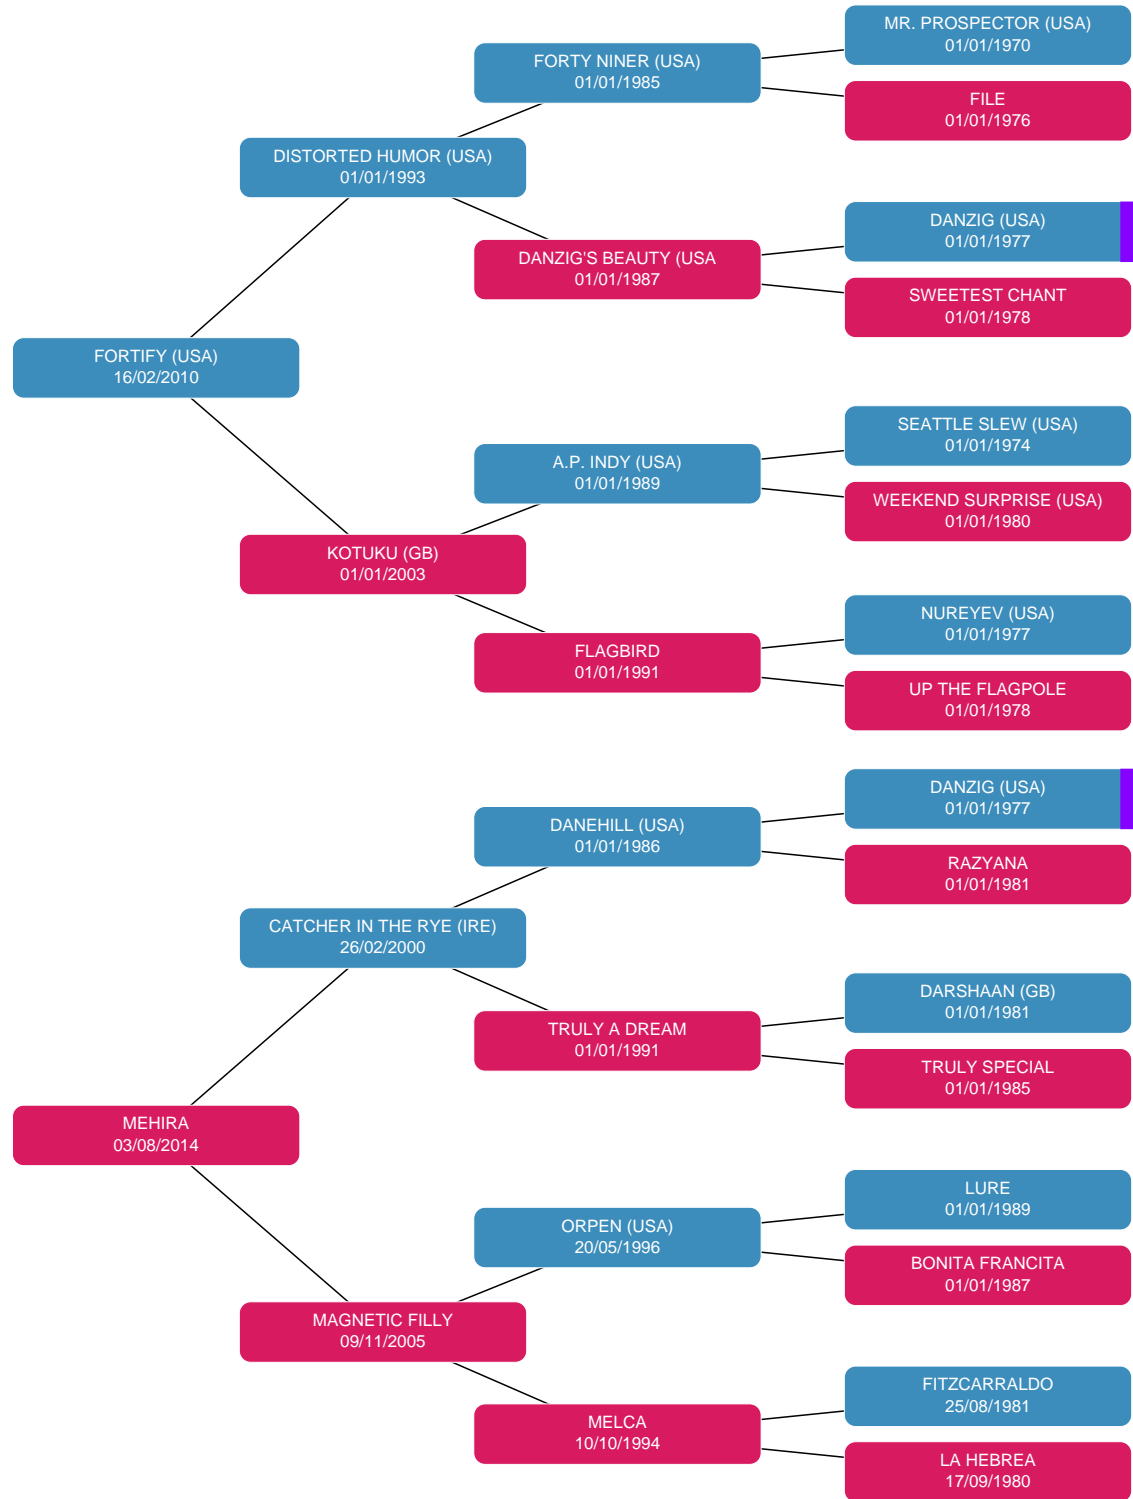 MR. PROSPECTOR (USA)
01/01/1970
FORTY NINER (USA)
01/01/1985
FILE
01/01/1976
DISTORTED HUMOR (USA)
01/01/1993
DANZIG (USA)
01/01/1977
DANZIG'S BEAUTY (USA
01/01/1987
SWEETEST CHANT
01/01/1978
FORTIFY (USA)
16/02/2010
SEATTLE SLEW (USA)
01/01/1974
A.P. INDY (USA)
01/01/1989
WEEKEND SURPRISE (USA)
01/01/1980
KOTUKU (GB)
01/01/2003
NUREYEV (USA)
01/01/1977
FLAGBIRD
01/01/1991
UP THE FLAGPOLE
01/01/1978
DANZIG (USA)
01/01/1977
DANEHILL (USA)
01/01/1986
RAZYANA
01/01/1981
CATCHER IN THE RYE (IRE)
26/02/2000
DARSHAAN (GB)
01/01/1981
TRULY A DREAM
01/01/1991
TRULY SPECIAL
01/01/1985
MEHIRA
03/08/2014
LURE
01/01/1989
ORPEN (USA)
20/05/1996
BONITA FRANCITA
01/01/1987
MAGNETIC FILLY
09/11/2005
FITZCARRALDO
25/08/1981
MELCA
10/10/1994
LA HEBREA
17/09/1980